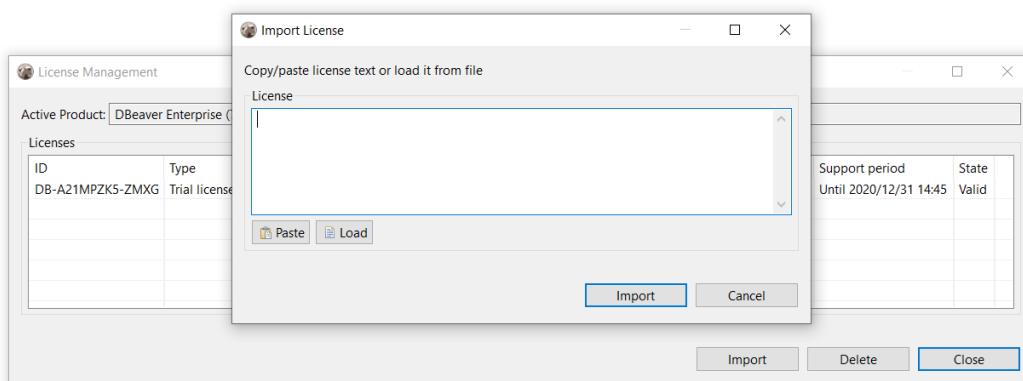 Import License
License Management
Copy/paste license text or load it from file
License
Active Product: DBeaver Enterprise (
Licenses
ID Type Support period State
DB-A21MPZK5-ZMXG Trial license Until 2020/12/31 14:45 Valid
Paste Load
Import Cancel
Import Delete Close